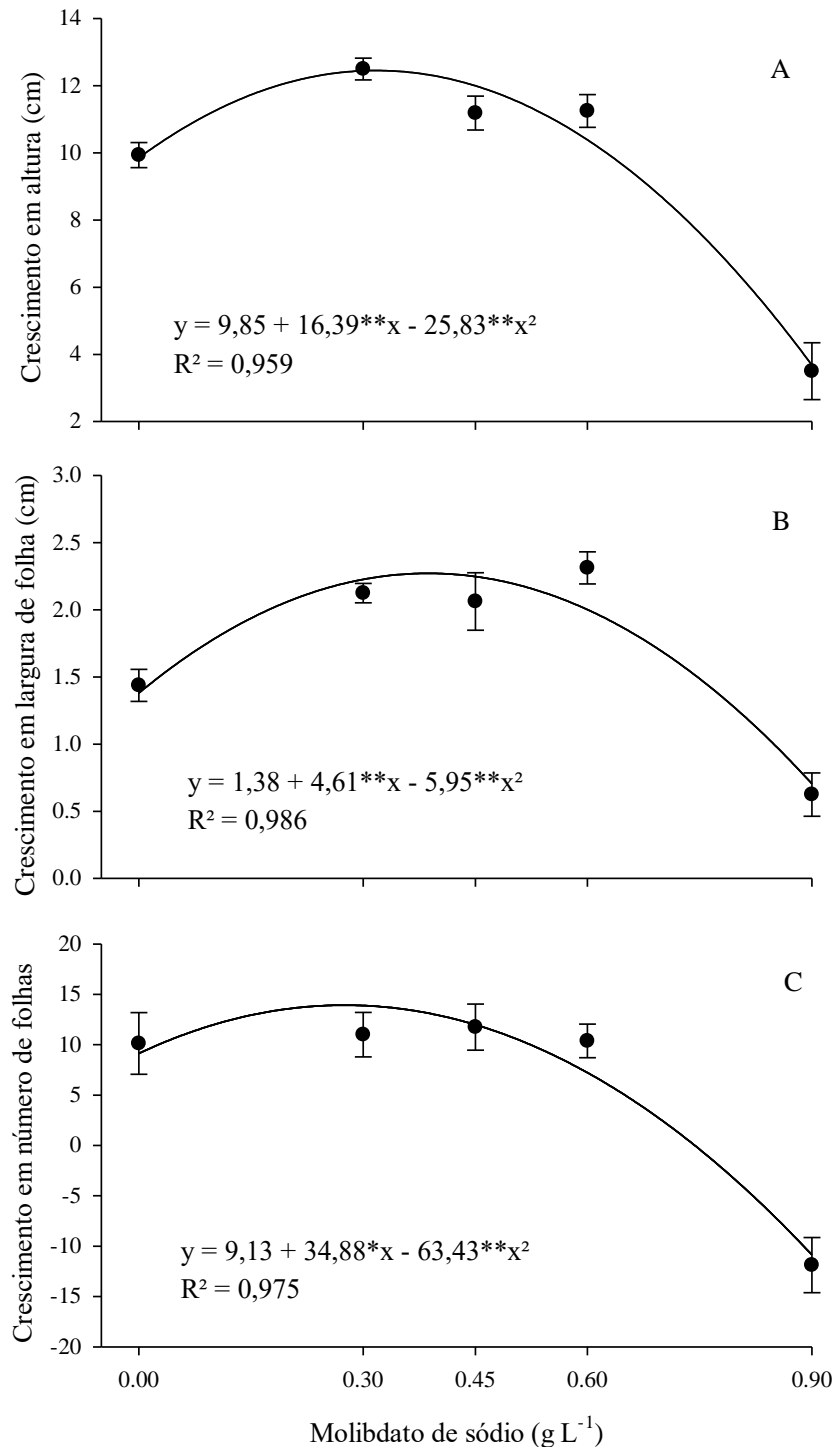 Crescimento em altura (cm)
14
12
10
8
6
4
2
A
y = 9,85 + 16,39**x - 25,83**x²
R² = 0,959
Crescimento em largura de folha (cm)
3.0
2.5
2.0
1.5
1.0
0.5
0.0
B
y = 1,38 + 4,61**x - 5,95**x²
R² = 0,986
Crescimento em número de folhas
20
15
10
5
0
-5
-10
-15
-20
C
y = 9,13 + 34,88*x - 63,43**x²
R² = 0,975
0.00 0.30 0.45 0.60 0.90
Molibdato de sódio (g L⁻¹)